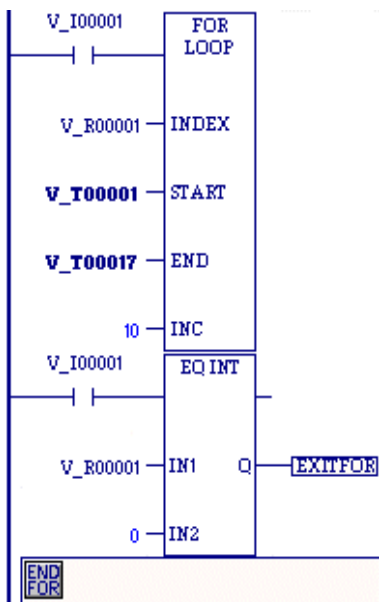 V_I00001
FOR
LOOP
V_R00001 INDEX
V_T00001 START
V_T00017 END
10 INC
V_I00001
EQ INT
V_R00001 IN1 Q EXITFOR
0 IN2
END
FOR